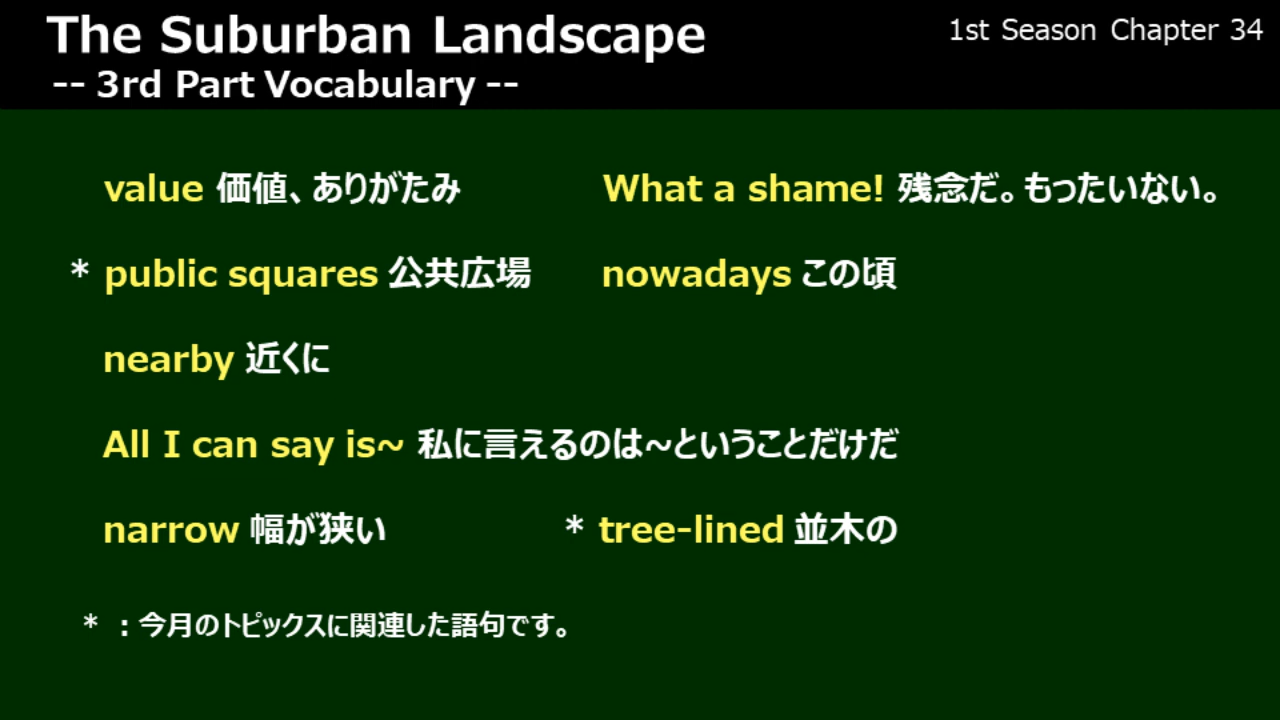 The Suburban Landscape
1st Season Chapter 34
-- 3rd Part Vocabulary --
value 価値、ありがたみ
What a shame! 残念だ。もったいない。
* public squares 公共広場
nowadays この頃
nearby 近くに
All I can say is~ 私に言えるのは~ということだけだ
narrow 幅が狭い
* tree-lined 並木の
* : 今月のトピックスに関連した語句です。